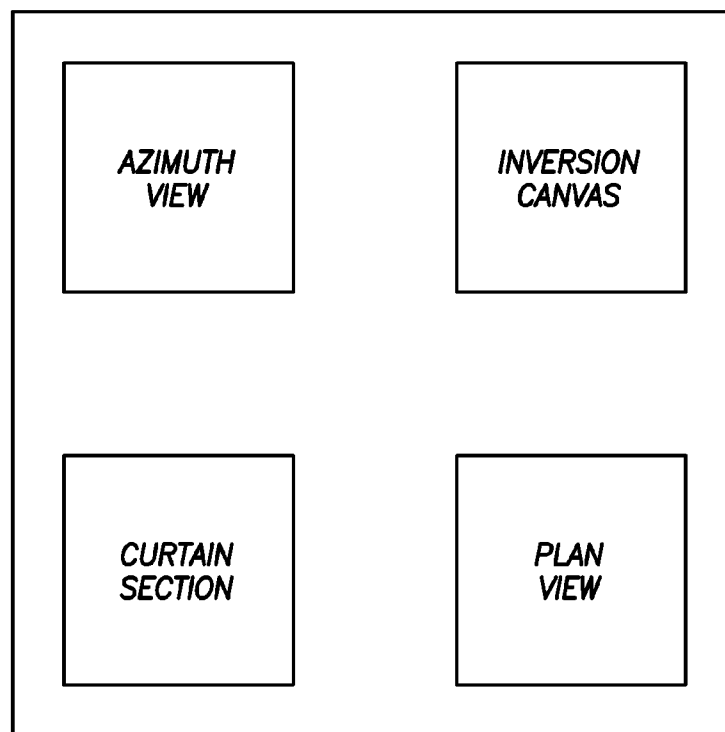 AZIMUTH
VIEW
INVERSION
CANVAS
CURTAIN
SECTION
PLAN
VIEW